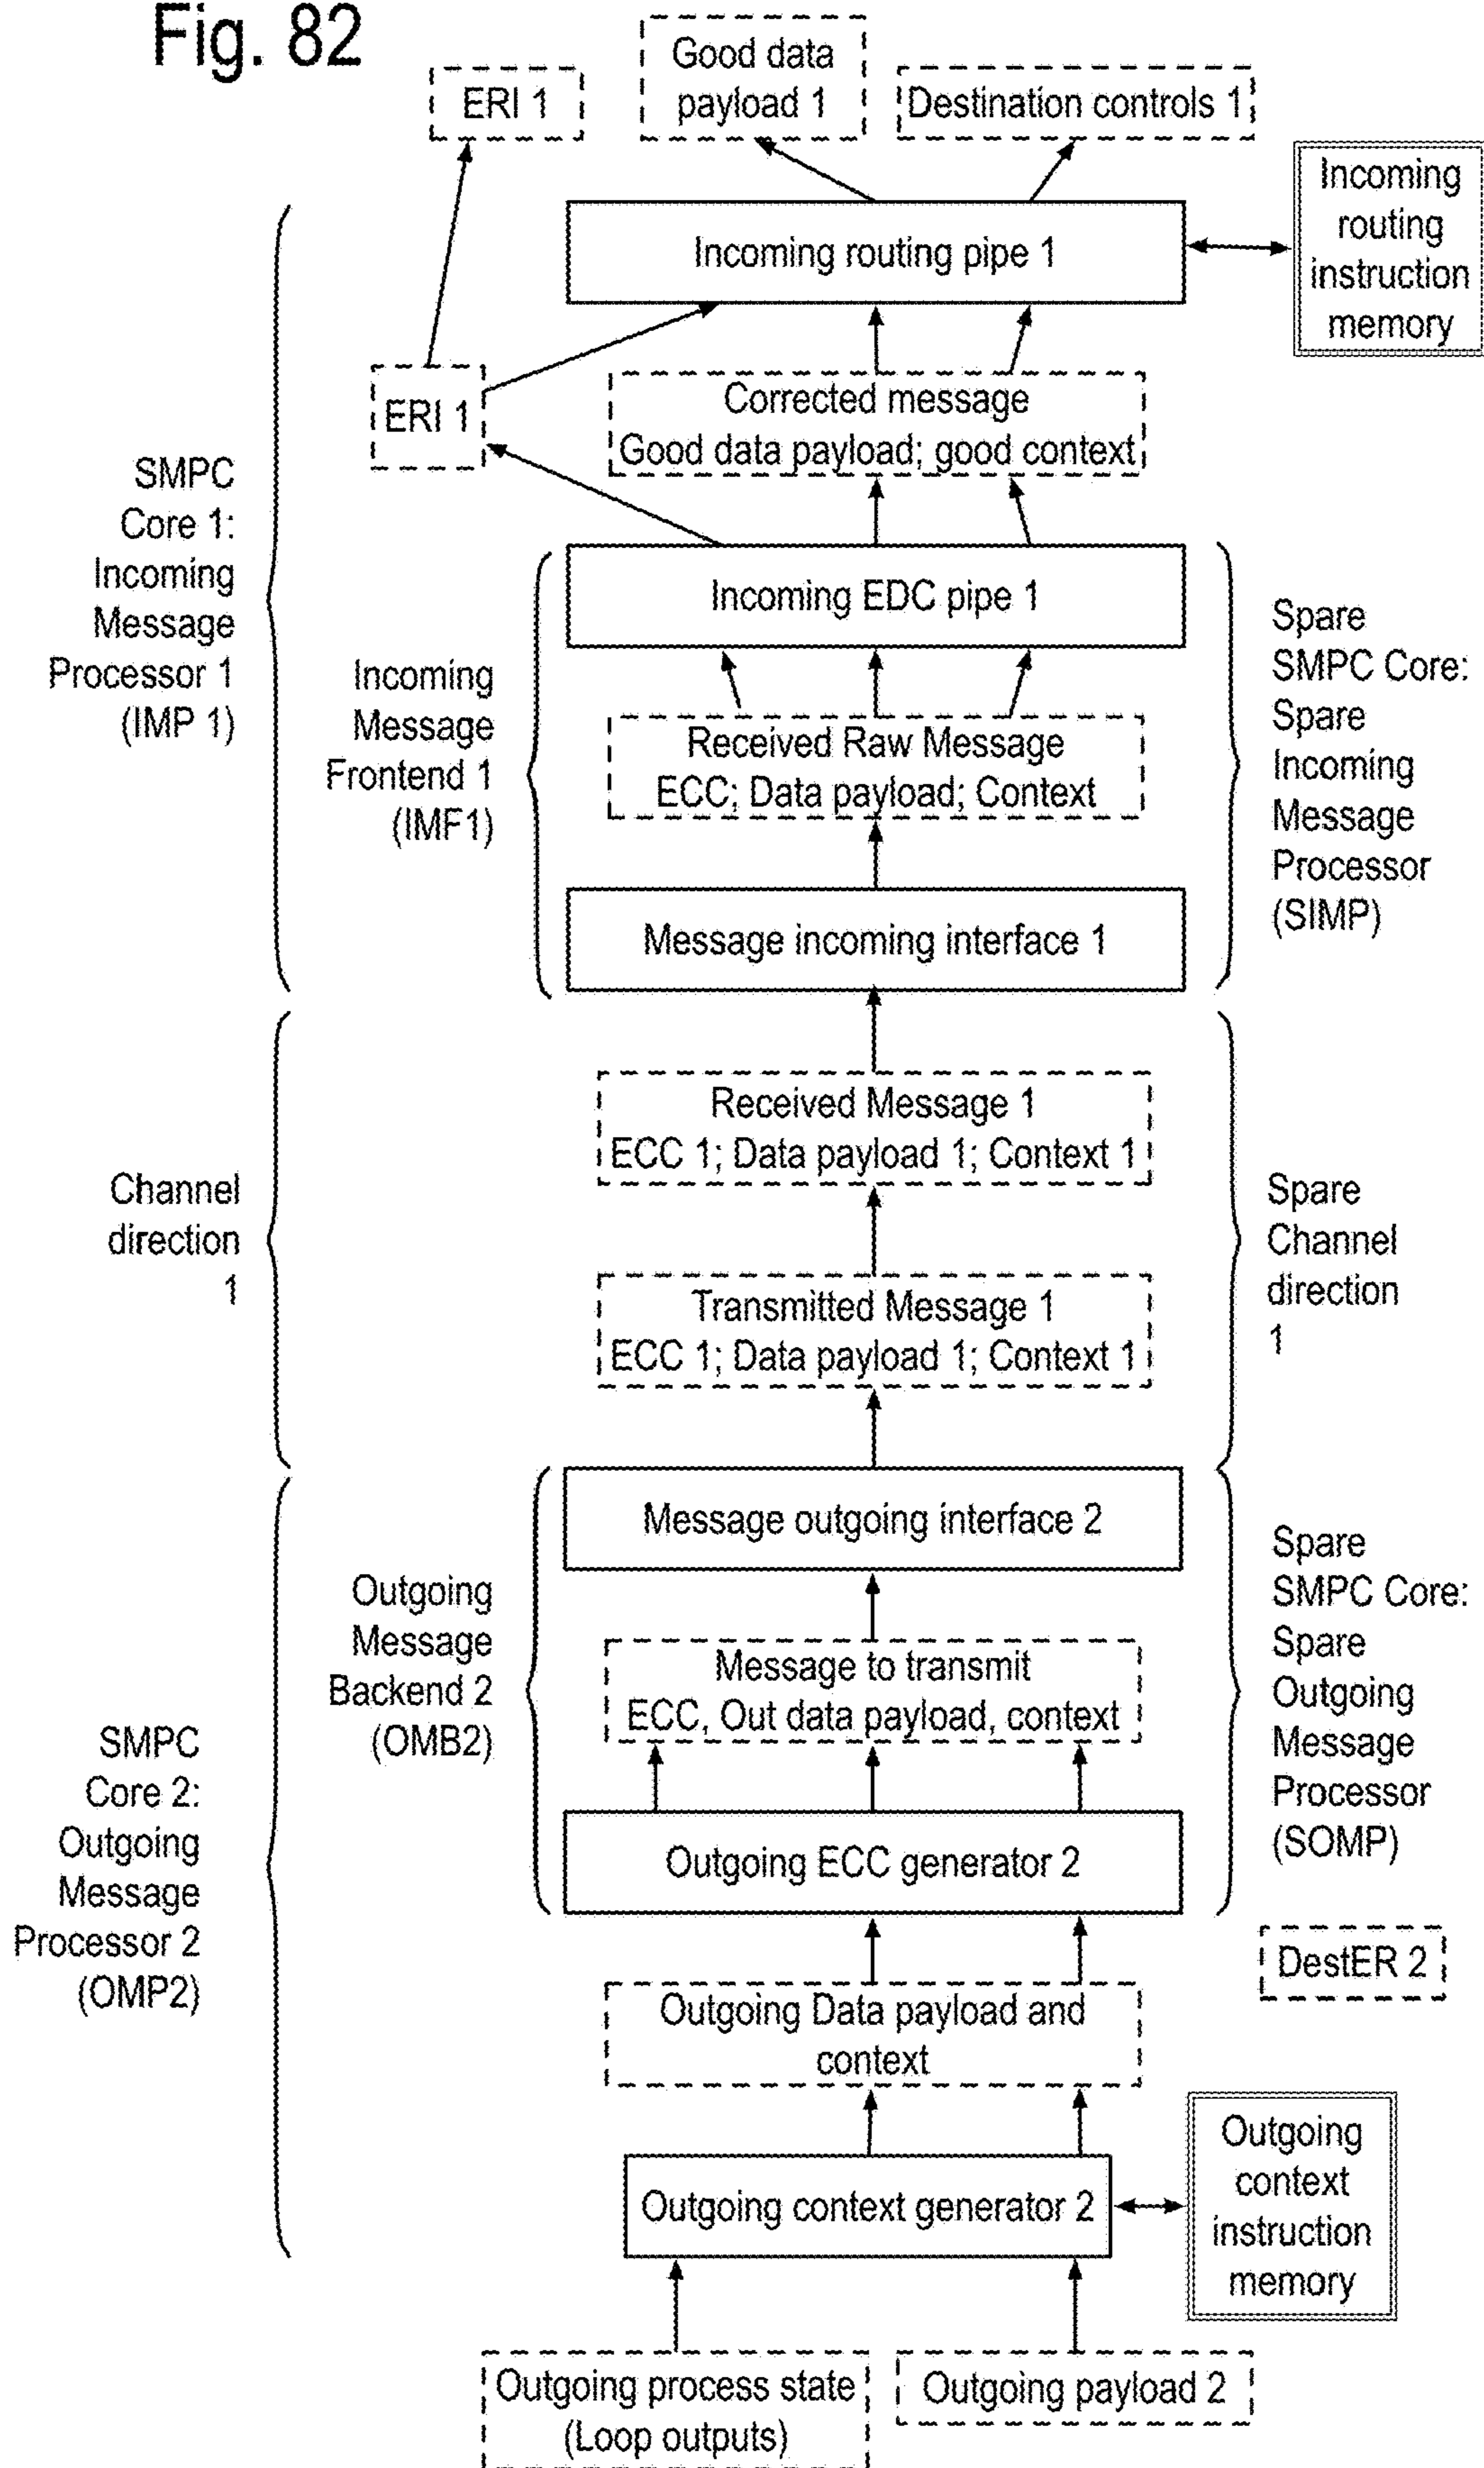 Fig. 82
ERI 1
Good data
payload 1
Destination controls 1
Incoming
routing
instruction
memory
Incoming routing pipe 1
ERI 1
Corrected message
Good data payload; good context
SMPC
Core 1:
Incoming
Message
Processor 1
(IMP 1)
Incoming EDC pipe 1
Incoming
Message
Frontend 1
(IMF1)
Received Raw Message
ECC; Data payload; Context
Message incoming interface 1
Spare
SMPC Core:
Spare
Incoming
Message
Processor
(SIMP)
Channel
direction
1
Received Message 1
ECC 1; Data payload 1; Context 1
Transmitted Message 1
ECC 1; Data payload 1; Context 1
Spare
Channel
direction
1
Message outgoing interface 2
Outgoing
Message
Backend 2
(OMB2)
Message to transmit
ECC, Out data payload, context
Outgoing ECC generator 2
Spare
SMPC Core:
Spare
Outgoing
Message
Processor
(SOMP)
SMPC
Core 2:
Outgoing
Message
Processor 2
(OMP2)
DestER 2
Outgoing Data payload and
context
Outgoing context generator 2
Outgoing
context
instruction
memory
Outgoing process state
(Loop outputs)
Outgoing payload 2